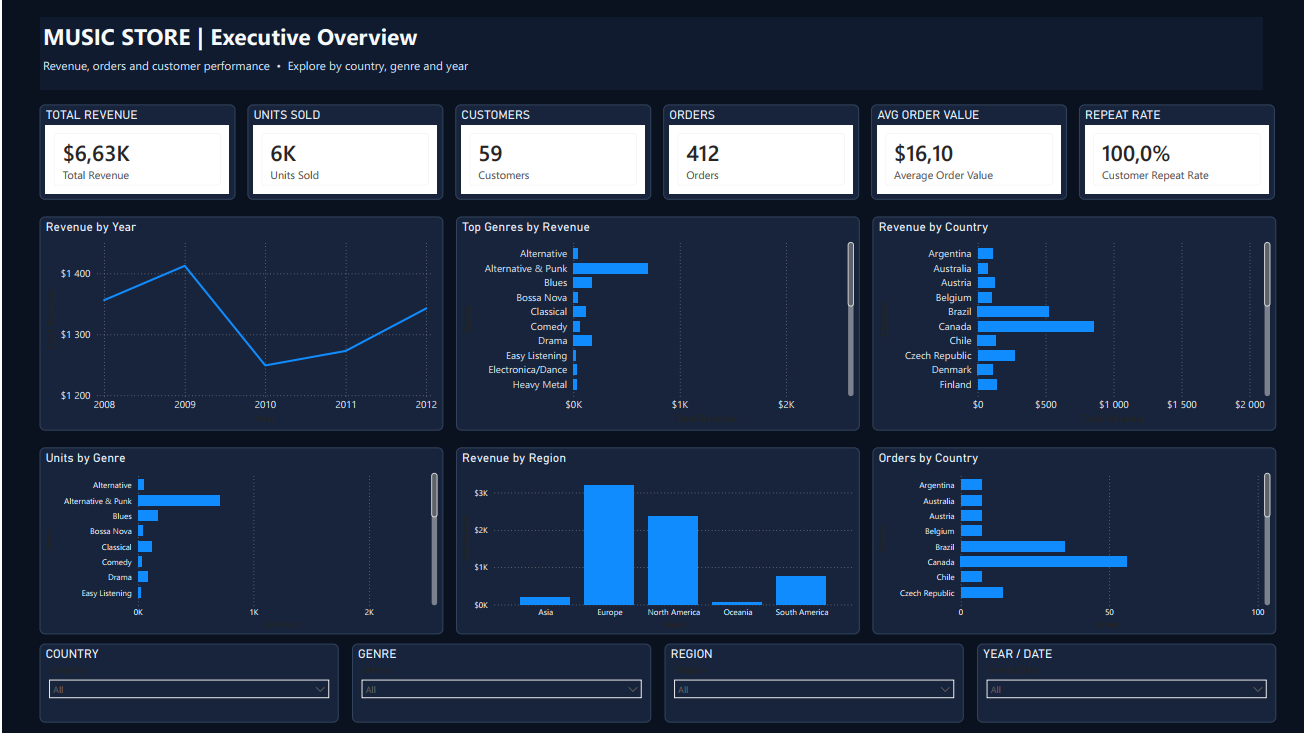 MUSIC STORE | Executive Overview
Revenue, orders and customer performance • Explore by country, genre and year
TOTAL REVENUE
$6,63K
Total Revenue
UNITS SOLD
6K
Units Sold
CUSTOMERS
59
Customers
ORDERS
412
Orders
AVG ORDER VALUE
$16,10
Average Order Value
REPEAT RATE
100,0%
Customer Repeat Rate
Revenue by Year
$1 400
$1 300
$1 200
2008 2009 2010 2011 2012
Top Genres by Revenue
Alternative
Alternative & Punk
Blues
Bossa Nova
Classical
Comedy
Drama
Easy Listening
Electronica/Dance
Heavy Metal
$0K $1K $2K
Revenue by Country
Argentina
Australia
Austria
Belgium
Brazil
Canada
Chile
Czech Republic
Denmark
Finland
$0 $500 $1 000 $1 500 $2 000
Units by Genre
Alternative
Alternative & Punk
Blues
Bossa Nova
Classical
Comedy
Drama
Easy Listening
0K 1K 2K
Revenue by Region
$3K
$2K
$1K
$0K
Asia Europe North America Oceania South America
Orders by Country
Argentina
Australia
Austria
Belgium
Brazil
Canada
Chile
Czech Republic
0 50 100
COUNTRY
All
GENRE
All
REGION
All
YEAR / DATE
All